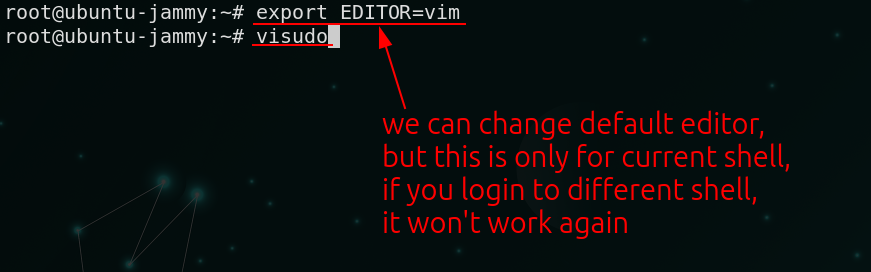 root@ubuntu-jammy:~# export EDITOR=vim
root@ubuntu-jammy:~# visudo
we can change default editor,
but this is only for current shell,
if you login to different shell,
it won't work again